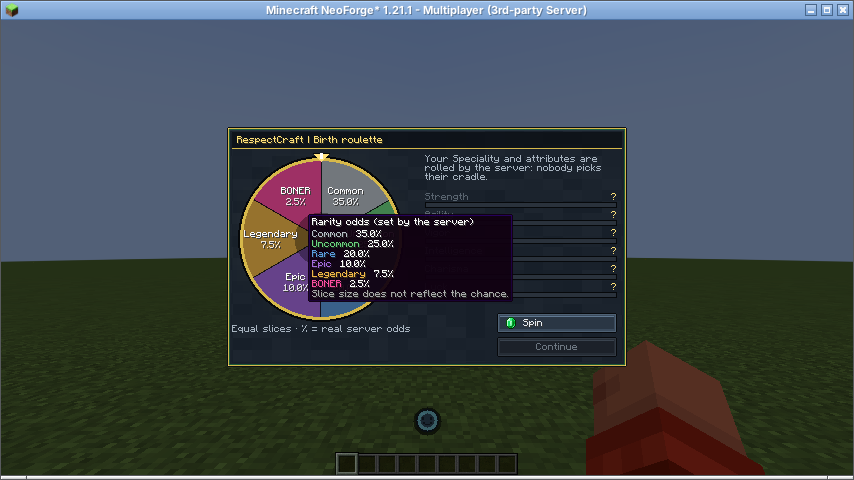 Minecraft NeoForge* 1.21.1 - Multiplayer (3rd-party Server)
RespectCraft | Birth roulette
Your Speciality and attributes are
rolled by the server: nobody picks
their cradle.
BONER
2.5%
Common
35.0%
Legendary
7.5%
Epic
10.0%
Strength ?
?
?
?
?
?
Rarity odds (set by the server)
Common 35.0%
Uncommon 25.0%
Rare 20.0%
Epic 10.0%
Legendary 7.5%
BONER 2.5%
Slice size does not reflect the chance.
Equal slices · % = real server odds
Spin
Continue